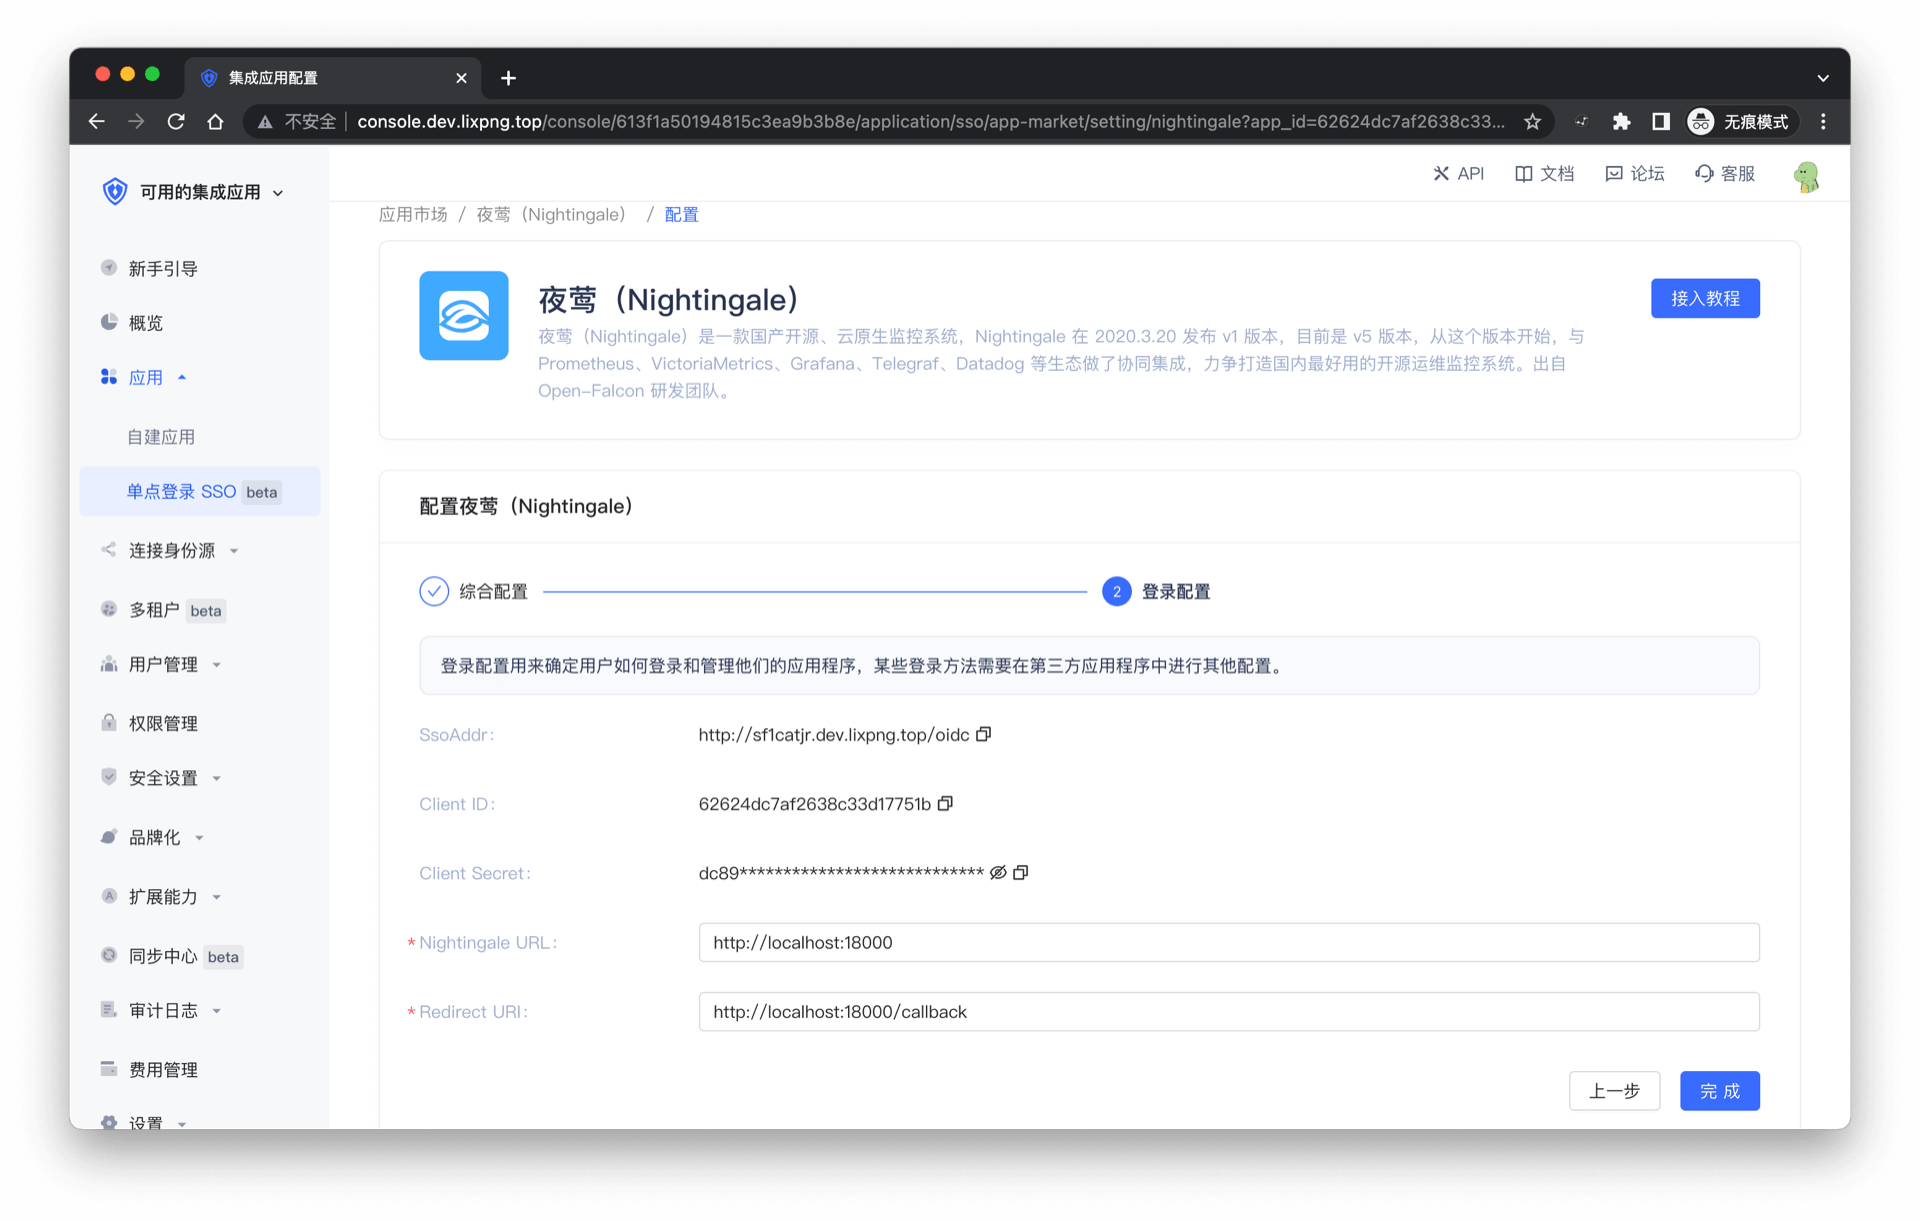 集成应用配置
不安全 console.dev.lixpng.top/console/613f1a50194815c3ea9b3b8e/application/sso/app-market/setting/nightingale?app_id=62624dc7af2638c33... 无痕模式
可用的集成应用
API 文档 论坛 客服
应用市场 / 夜莺（Nightingale） / 配置
新手引导
概览
应用
自建应用
单点登录 SSO beta
连接身份源
多租户 beta
用户管理
权限管理
安全设置
品牌化
扩展能力
同步中心 beta
审计日志
费用管理
设置
夜莺（Nightingale）
接入教程
夜莺（Nightingale）是一款国产开源、云原生监控系统，Nightingale 在 2020.3.20 发布 v1 版本，目前是 v5 版本，从这个版本开始，与
Prometheus、VictoriaMetrics、Grafana、Telegraf、Datadog 等生态做了协同集成，力争打造国内最好用的开源运维监控系统。出自
Open-Falcon 研发团队。
配置夜莺（Nightingale）
综合配置 2 登录配置
登录配置用来确定用户如何登录和管理他们的应用程序，某些登录方法需要在第三方应用程序中进行其他配置。
SsoAddr: http://sf1catjr.dev.lixpng.top/oidc
Client ID: 62624dc7af2638c33d17751b
Client Secret: dc89****************************
* Nightingale URL: http://localhost:18000
* Redirect URI: http://localhost:18000/callback
上一步 完 成